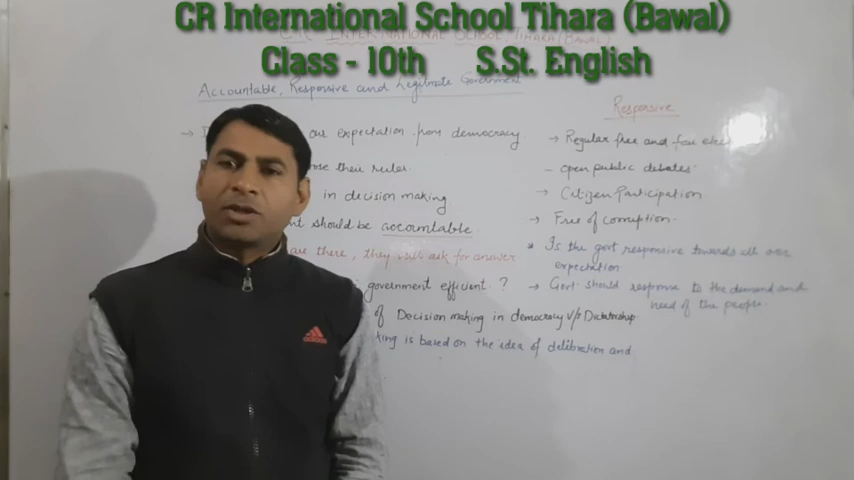 CR International School Tihara (Bawal)
Class - 10th S.St. English
Accountable, Responsive and Legitimate Government
→ our expectation from democracy
their ruler.
in decision making
should be accountable.
are there, they will ask for answer
government efficient. ?
of Decision making in democracy v/s Dictatorship
is based on the idea of delibration and
Responsive
→ Regular free and fair
– open public debates.
→ Citizen Participation
→ Free of corruption.
* Is the govt responsive towards all our
expectation
→ Govt. should response to the demand and
need of the people.
adidas